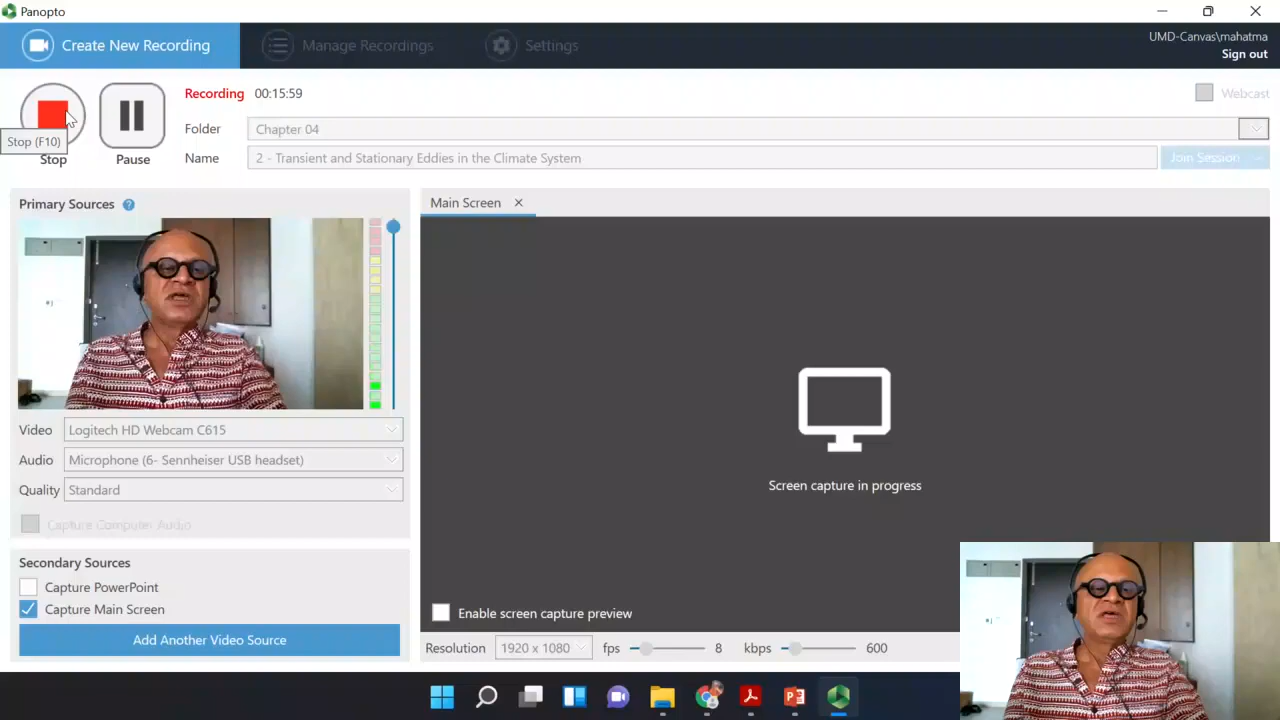 Panopto
Create New Recording
Manage Recordings
Settings
UMD-Canvas\mahatma
Sign out
Recording 00:15:59
Webcast
Folder Chapter 04
Stop (F10)
Stop
Pause
Name 2 - Transient and Stationary Eddies in the Climate System
Join Session
Primary Sources ?
Main Screen
Video Logitech HD Webcam C615
Audio Microphone (6- Sennheiser USB headset)
Quality Standard
Capture Computer Audio
Screen capture in progress
Secondary Sources
Capture PowerPoint
Capture Main Screen
Enable screen capture preview
Add Another Video Source
Resolution 1920 x 1080 fps 8 kbps 600